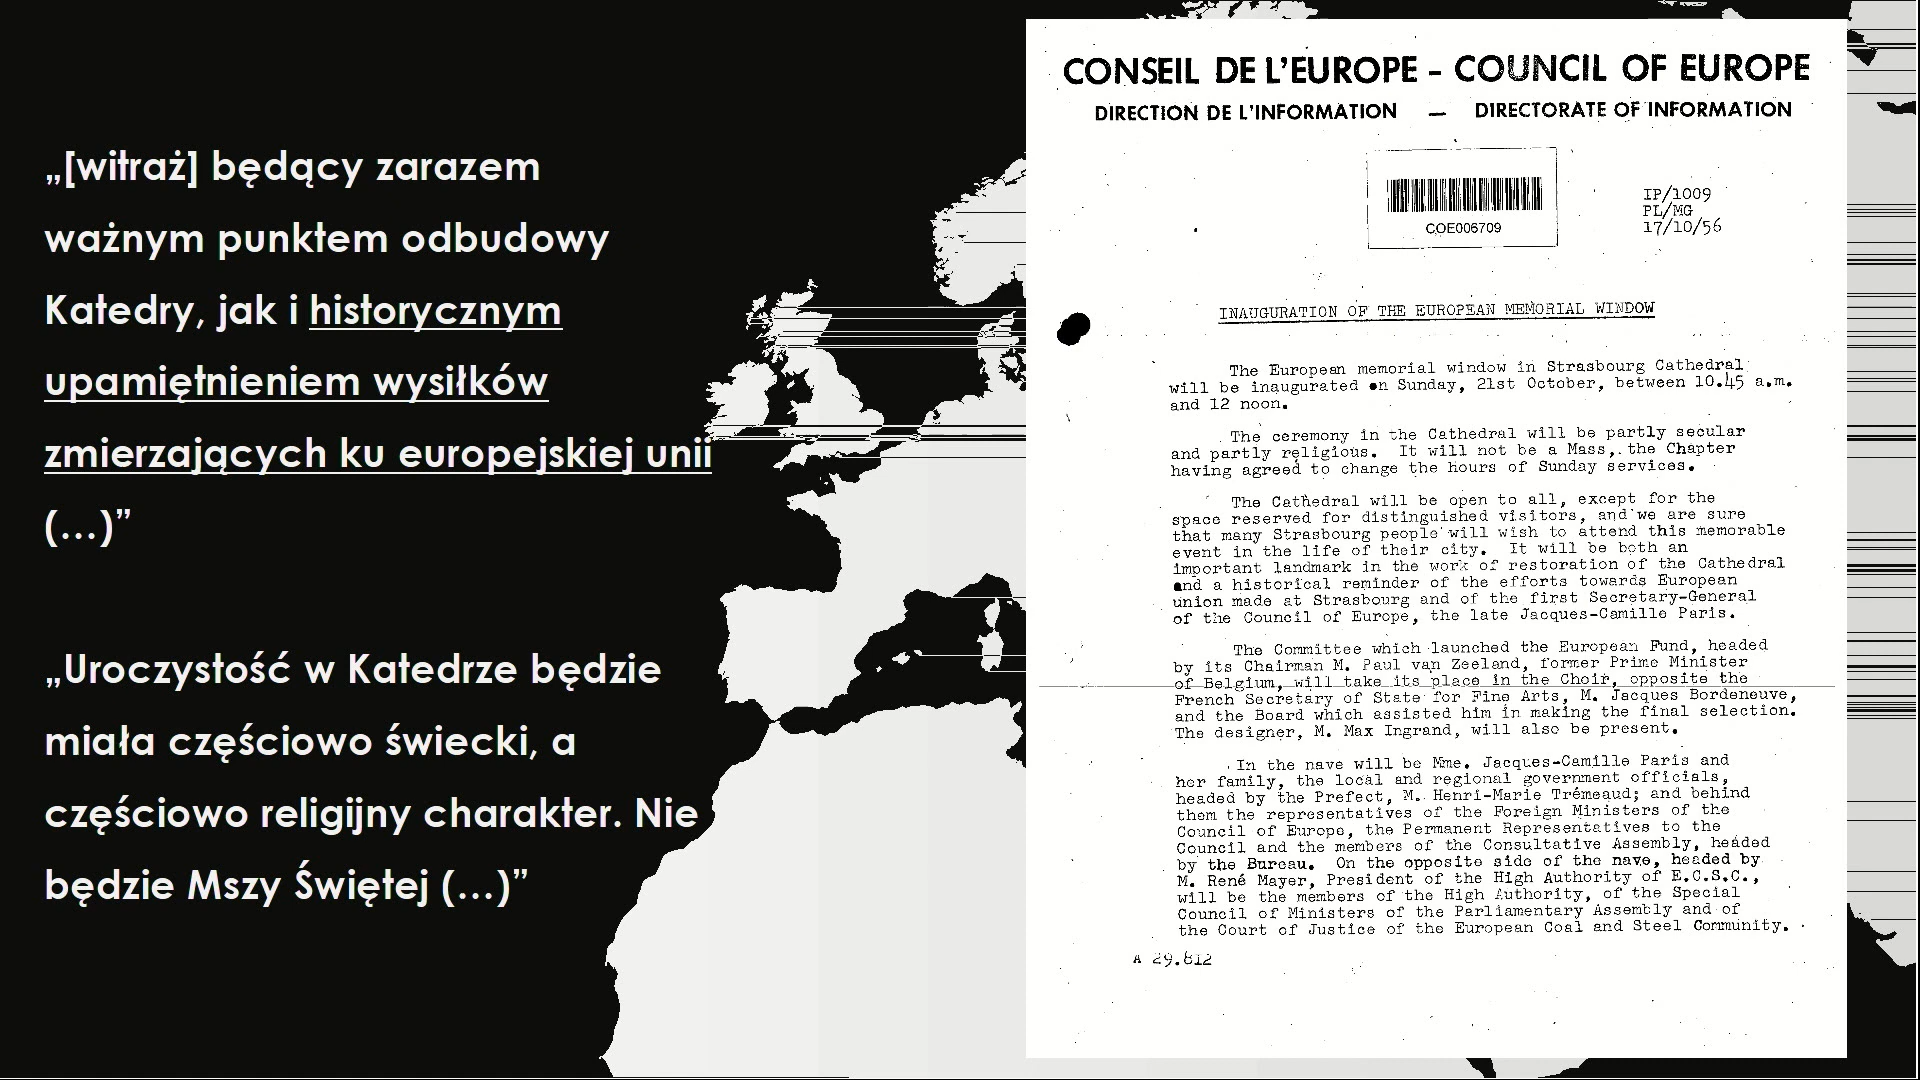 „[witraż] będący zarazem
ważnym punktem odbudowy
Katedry, jak i historycznym
upamiętnieniem wysiłków
zmierzających ku europejskiej unii
(...)”
„Uroczystość w Katedrze będzie
miała częściowo świecki, a
częściowo religijny charakter. Nie
będzie Mszy Świętej (...)”
CONSEIL DE L'EUROPE - COUNCIL OF EUROPE
DIRECTION DE L'INFORMATION — DIRECTORATE OF INFORMATION
COE006709
IP/1009
PL/MG
17/10/56
INAUGURATION OF THE EUROPEAN MEMORIAL WINDOW
The European memorial window in Strasbourg Cathedral
will be inaugurated on Sunday, 21st October, between 10.45 a.m.
and 12 noon.
The ceremony in the Cathedral will be partly secular
and partly religious. It will not be a Mass, the Chapter
having agreed to change the hours of Sunday services.
The Cathedral will be open to all, except for the
space reserved for distinguished visitors, and we are sure
that many Strasbourg people will wish to attend this memorable
event in the life of their city. It will be both an
important landmark in the work of restoration of the Cathedral
and a historical reminder of the efforts towards European
union made at Strasbourg and of the first Secretary-General
of the Council of Europe, the late Jacques-Camille Paris.
The Committee which launched the European Fund, headed
by its Chairman M. Paul van Zeeland, former Prime Minister
of Belgium, will take its place in the Choir, opposite the
French Secretary of State for Fine Arts, M. Jacques Bordeneuve,
and the Board which assisted him in making the final selection.
The designer, M. Max Ingrand, will also be present.
In the nave will be Mme. Jacques-Camille Paris and
her family, the local and regional government officials,
headed by the Prefect, M. Henri-Marie Trémeaud; and behind
them the representatives of the Foreign Ministers of the
Council of Europe, the Permanent Representatives to the
Council and the members of the Consultative Assembly, headed
by the Bureau. On the opposite side of the nave, headed by
M. René Mayer, President of the High Authority of E.C.S.C.,
will be the members of the High Authority, of the Special
Council of Ministers of the Parliamentary Assembly and of
the Court of Justice of the European Coal and Steel Community.
A 29.812